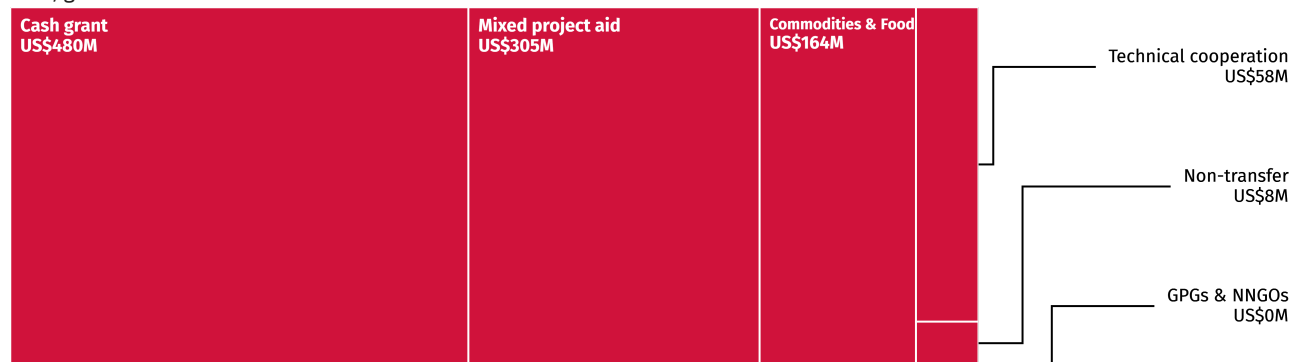 Cash grant
US$480M
Mixed project aid
US$305M
Commodities & Food
US$164M
Technical cooperation
US$58M
Non-transfer
US$8M
GPGs & NNGOs
US$0M